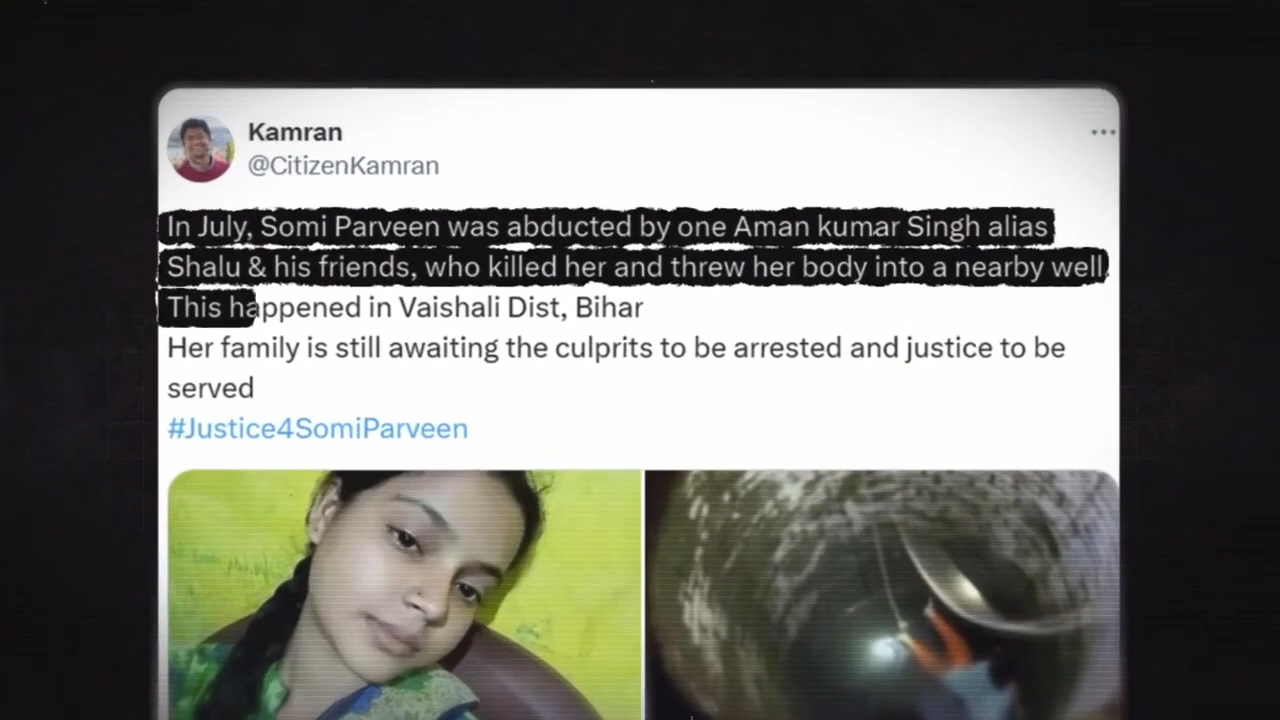 Kamran
@CitizenKamran
In July, Somi Parveen was abducted by one Aman kumar Singh alias
Shalu & his friends, who killed her and threw her body into a nearby well.
This happened in Vaishali Dist, Bihar
Her family is still awaiting the culprits to be arrested and justice to be
served
#Justice4SomiParveen